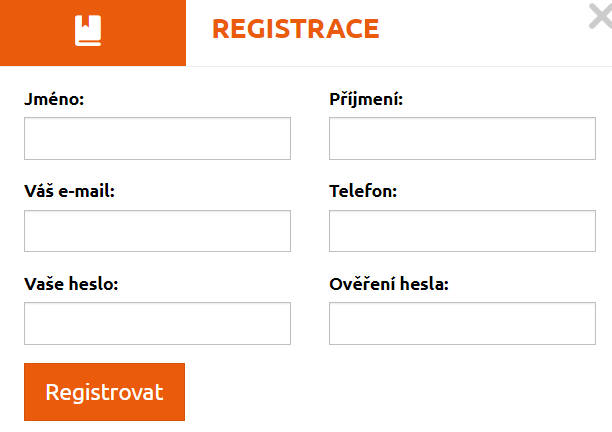 REGISTRACE
Jméno:
Příjmení:
Váš e-mail:
Telefon:
Vaše heslo:
Ověření hesla:
Registrovat